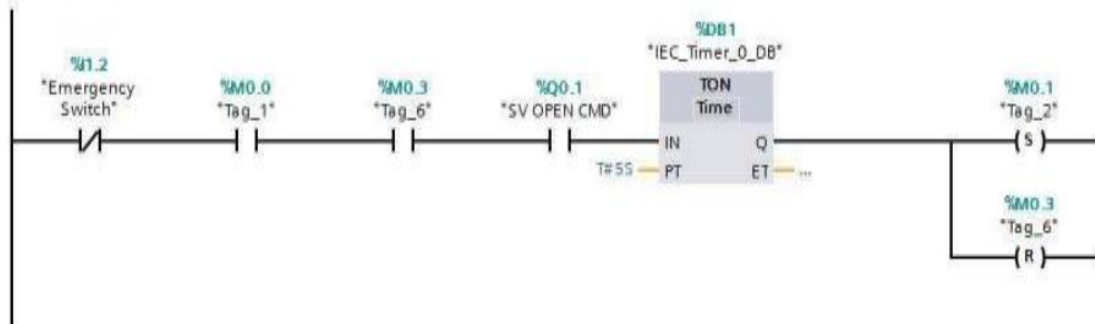 %I1.2
"Emergency
Switch"
%M0.0
"Tag_1"
%M0.3
"Tag_6"
%Q0.1
"SV OPEN CMD"
%DB1
"IEC_Timer_0_DB"
TON
Time
IN
Q
T#5S
PT
ET
...
%M0.1
"Tag_2"
S
%M0.3
"Tag_6"
R